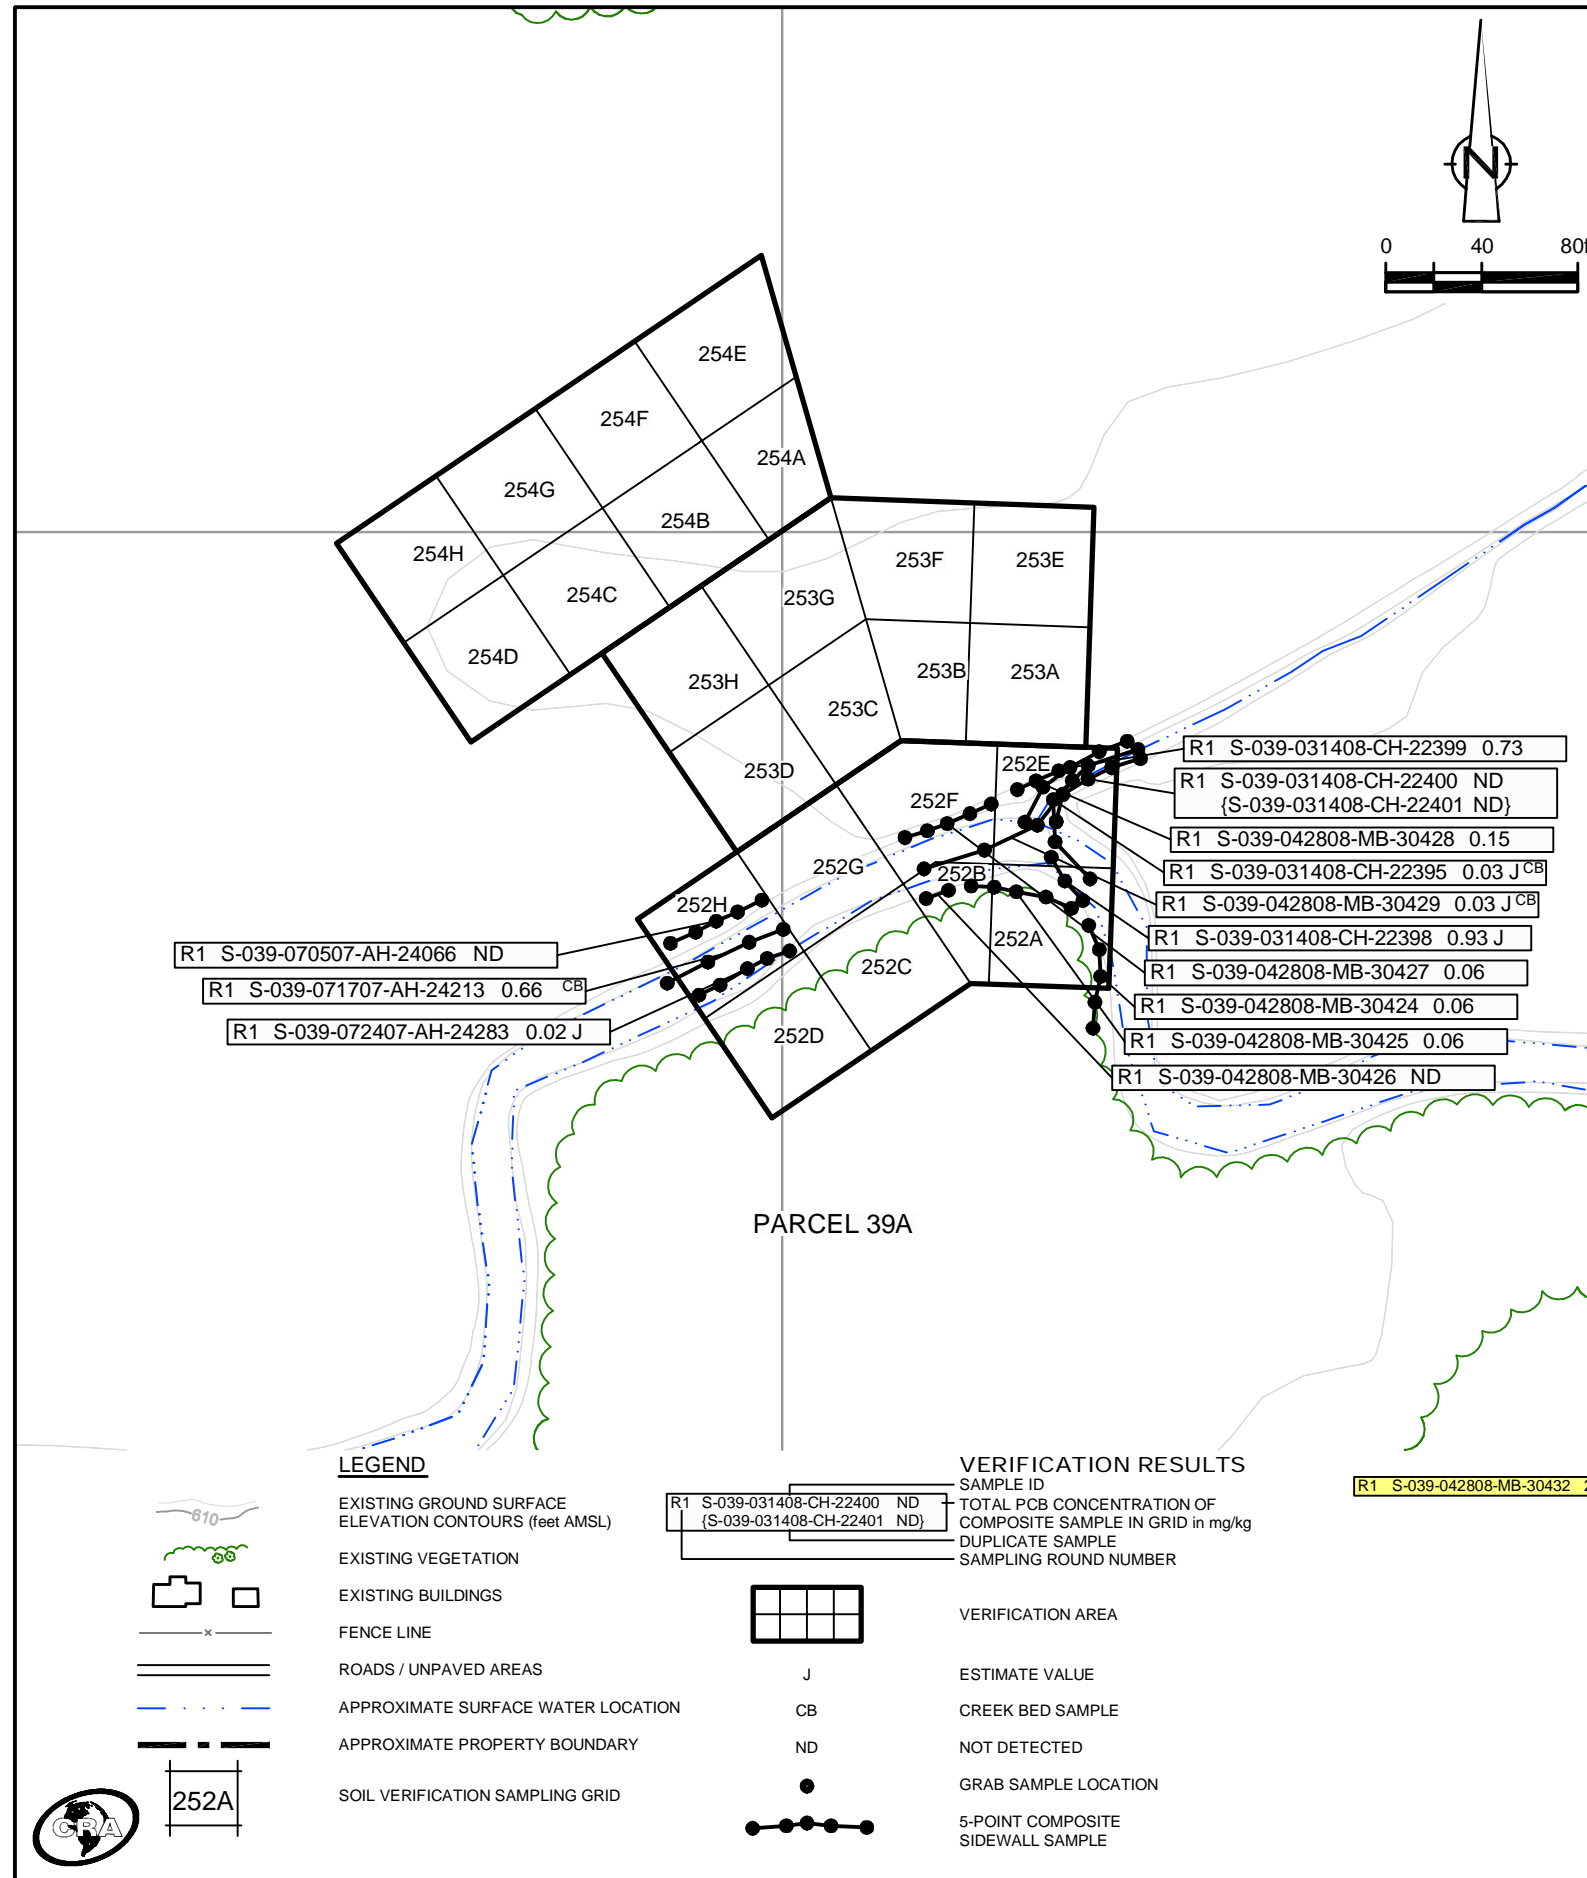 N
0 40 80f
254E
254F
254A
254G
254B
254H
253F
253E
254C
253G
254D
253B
253A
253H
253C
253D
252E
R1 S-039-031408-CH-22399 0.73
R1 S-039-031408-CH-22400 ND
{S-039-031408-CH-22401 ND}
252F
R1 S-039-042808-MB-30428 0.15
252G
252B
R1 S-039-031408-CH-22395 0.03 J CB
252H
R1 S-039-042808-MB-30429 0.03 J CB
252A
R1 S-039-031408-CH-22398 0.93 J
R1 S-039-070507-AH-24066 ND
252C
R1 S-039-042808-MB-30427 0.06
R1 S-039-071707-AH-24213 0.66 CB
R1 S-039-042808-MB-30424 0.06
R1 S-039-072407-AH-24283 0.02 J
252D
R1 S-039-042808-MB-30425 0.06
R1 S-039-042808-MB-30426 ND
PARCEL 39A
LEGEND
610
EXISTING GROUND SURFACE
ELEVATION CONTOURS (feet AMSL)
EXISTING VEGETATION
EXISTING BUILDINGS
x
FENCE LINE
ROADS / UNPAVED AREAS
APPROXIMATE SURFACE WATER LOCATION
APPROXIMATE PROPERTY BOUNDARY
252A
SOIL VERIFICATION SAMPLING GRID
CRA
VERIFICATION RESULTS
R1 S-039-031408-CH-22400 ND
{S-039-031408-CH-22401 ND}
SAMPLE ID
TOTAL PCB CONCENTRATION OF
COMPOSITE SAMPLE IN GRID in mg/kg
DUPLICATE SAMPLE
SAMPLING ROUND NUMBER
VERIFICATION AREA
J ESTIMATE VALUE
CB CREEK BED SAMPLE
ND NOT DETECTED
GRAB SAMPLE LOCATION
5-POINT COMPOSITE
SIDEWALL SAMPLE
R1 S-039-042808-MB-30432